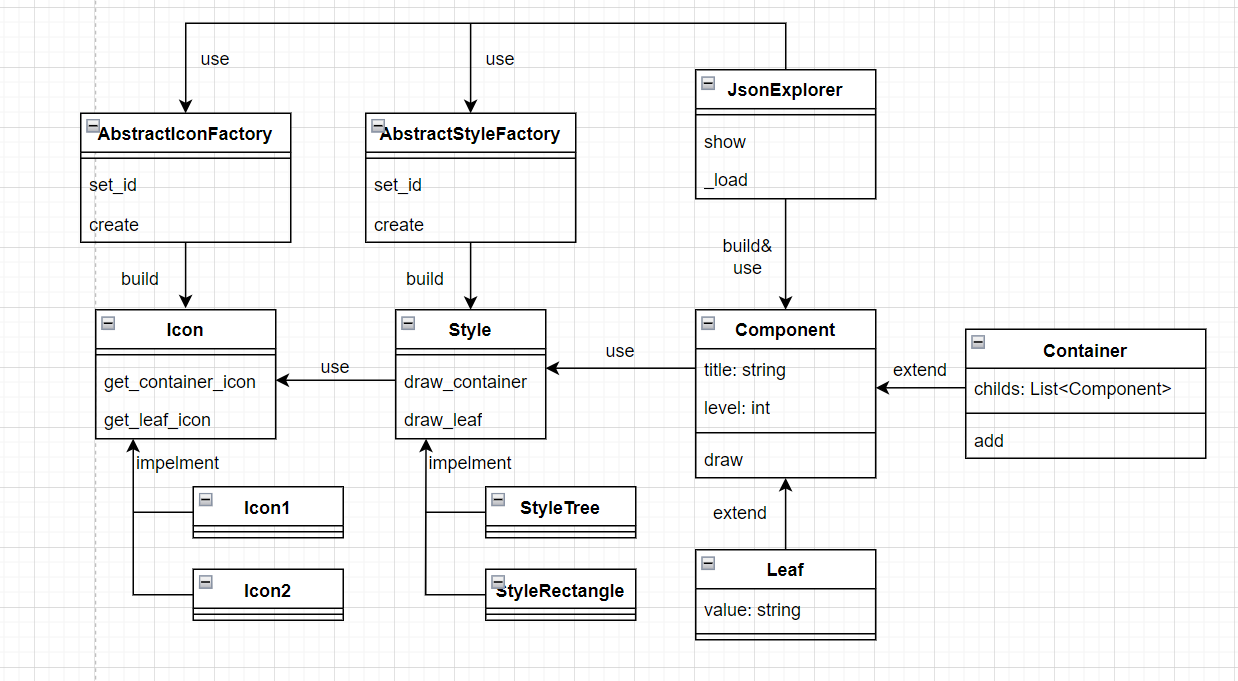 use
use
JsonExplorer
show
_load
AbstractIconFactory
set_id
create
AbstractStyleFactory
set_id
create
build
build
build&
use
Icon
get_container_icon
get_leaf_icon
use
Style
draw_container
draw_leaf
use
Component
title: string
level: int
draw
extend
Container
childs: List<Component>
add
impelment
Icon1
Icon2
impelment
StyleTree
StyleRectangle
extend
Leaf
value: string